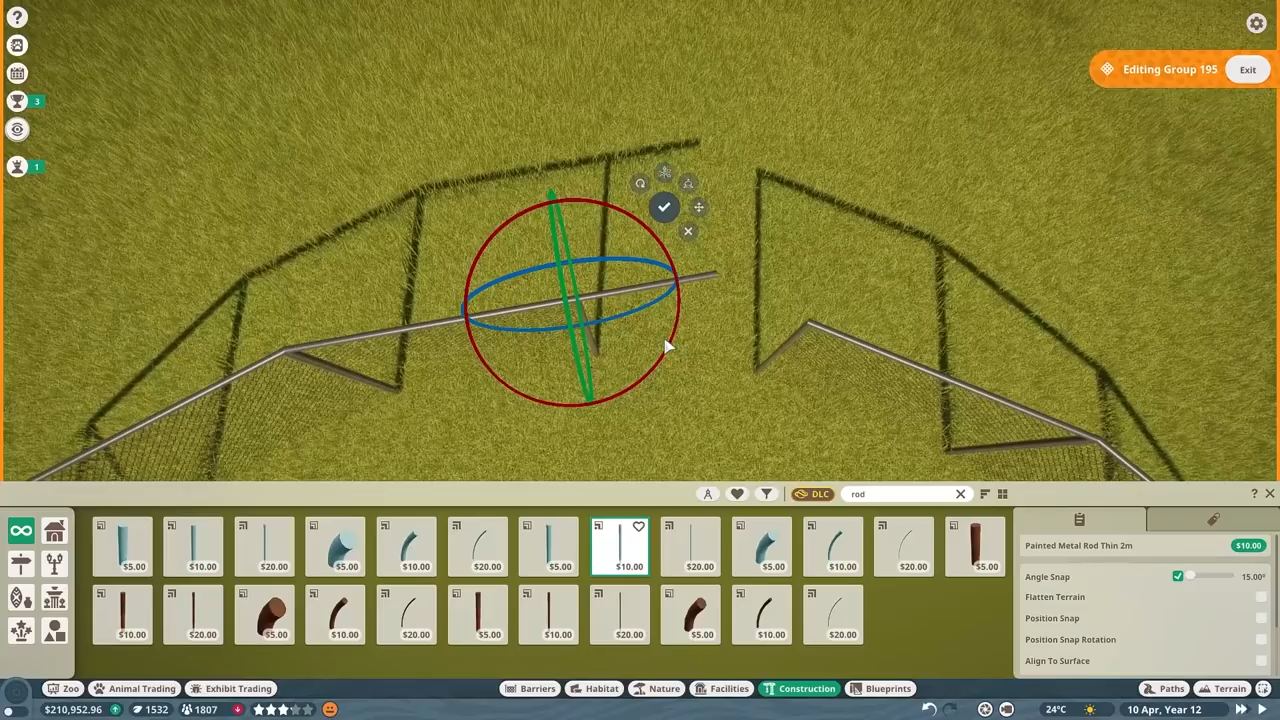 ?
Editing Group 195 Exit
3
1
DLC rod
? ✕
$5.00 $10.00 $20.00 $5.00 $10.00 $20.00 $5.00 $10.00 $20.00 $5.00 $10.00 $20.00 $5.00
$10.00 $20.00 $5.00 $10.00 $20.00 $5.00 $10.00 $20.00 $5.00 $10.00 $20.00
Painted Metal Rod Thin 2m $10.00
Angle Snap 15.00°
Flatten Terrain
Position Snap
Position Snap Rotation
Align To Surface
Zoo Animal Trading Exhibit Trading Barriers Habitat Nature Facilities Construction Blueprints Paths Terrain
$210,952.96 1532 1807 24°C 10 Apr, Year 12